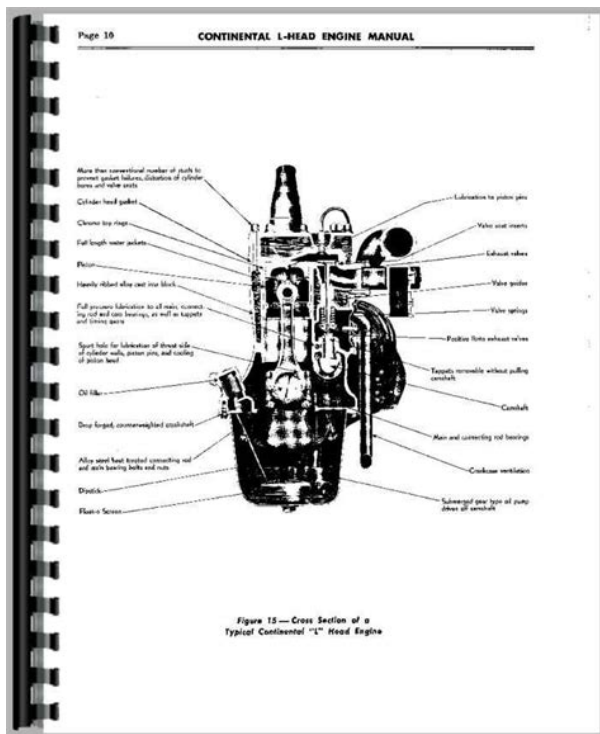 Page 10
CONTINENTAL L-HEAD ENGINE MANUAL
More than conventional number of studs to
prevent gasket failures, distortion of cylinder
bores and valve seats
Cylinder head gasket
Chrome top rings
Full length water jackets
Piston
Heavily ribbed alloy cast iron block
Full pressure lubrication to all main, connect-
ing rod and cam bearings, as well as tappets
and timing gears
Spurt hole for lubrication of thrust side
of cylinder walls, piston pins, and cooling
of piston head
Oil filler
Drop forged, counterweighted crankshaft
Alloy steel heat treated connecting rod
and main bearing bolts and nuts
Dipstick
Float-o Screen
Lubrication to piston pins
Valve seat inserts
Exhaust valves
Valve guides
Valve springs
Positive Roto exhaust valves
Tappets removable without pulling
camshaft
Camshaft
Main and connecting rod bearings
Crankcase ventilation
Submerged gear type oil pump
driven off camshaft
Figure 15 — Cross Section of a
Typical Continental "L" Head Engine